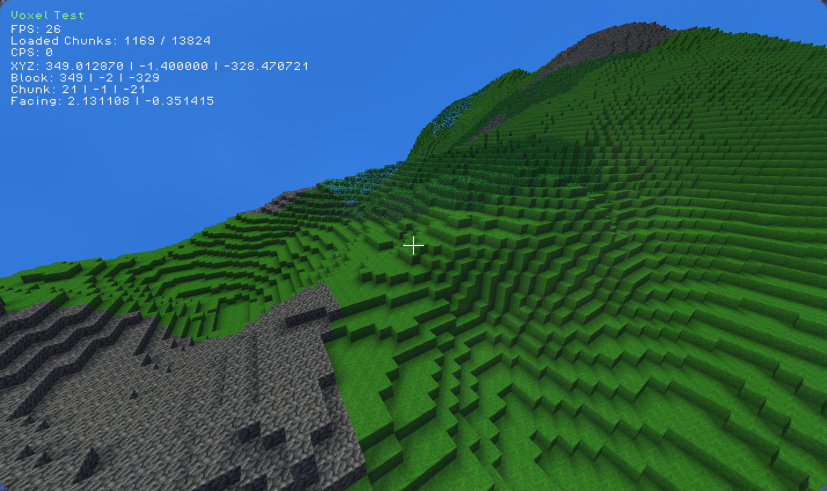 Voxel Test
FPS: 26
Loaded Chunks: 1169 / 13824
CPS: 0
XYZ: 349.012870 | -1.400000 | -328.470721
Block: 349 | -2 | -329
Chunk: 21 | -1 | -21
Facing: 2.131108 | -0.351415